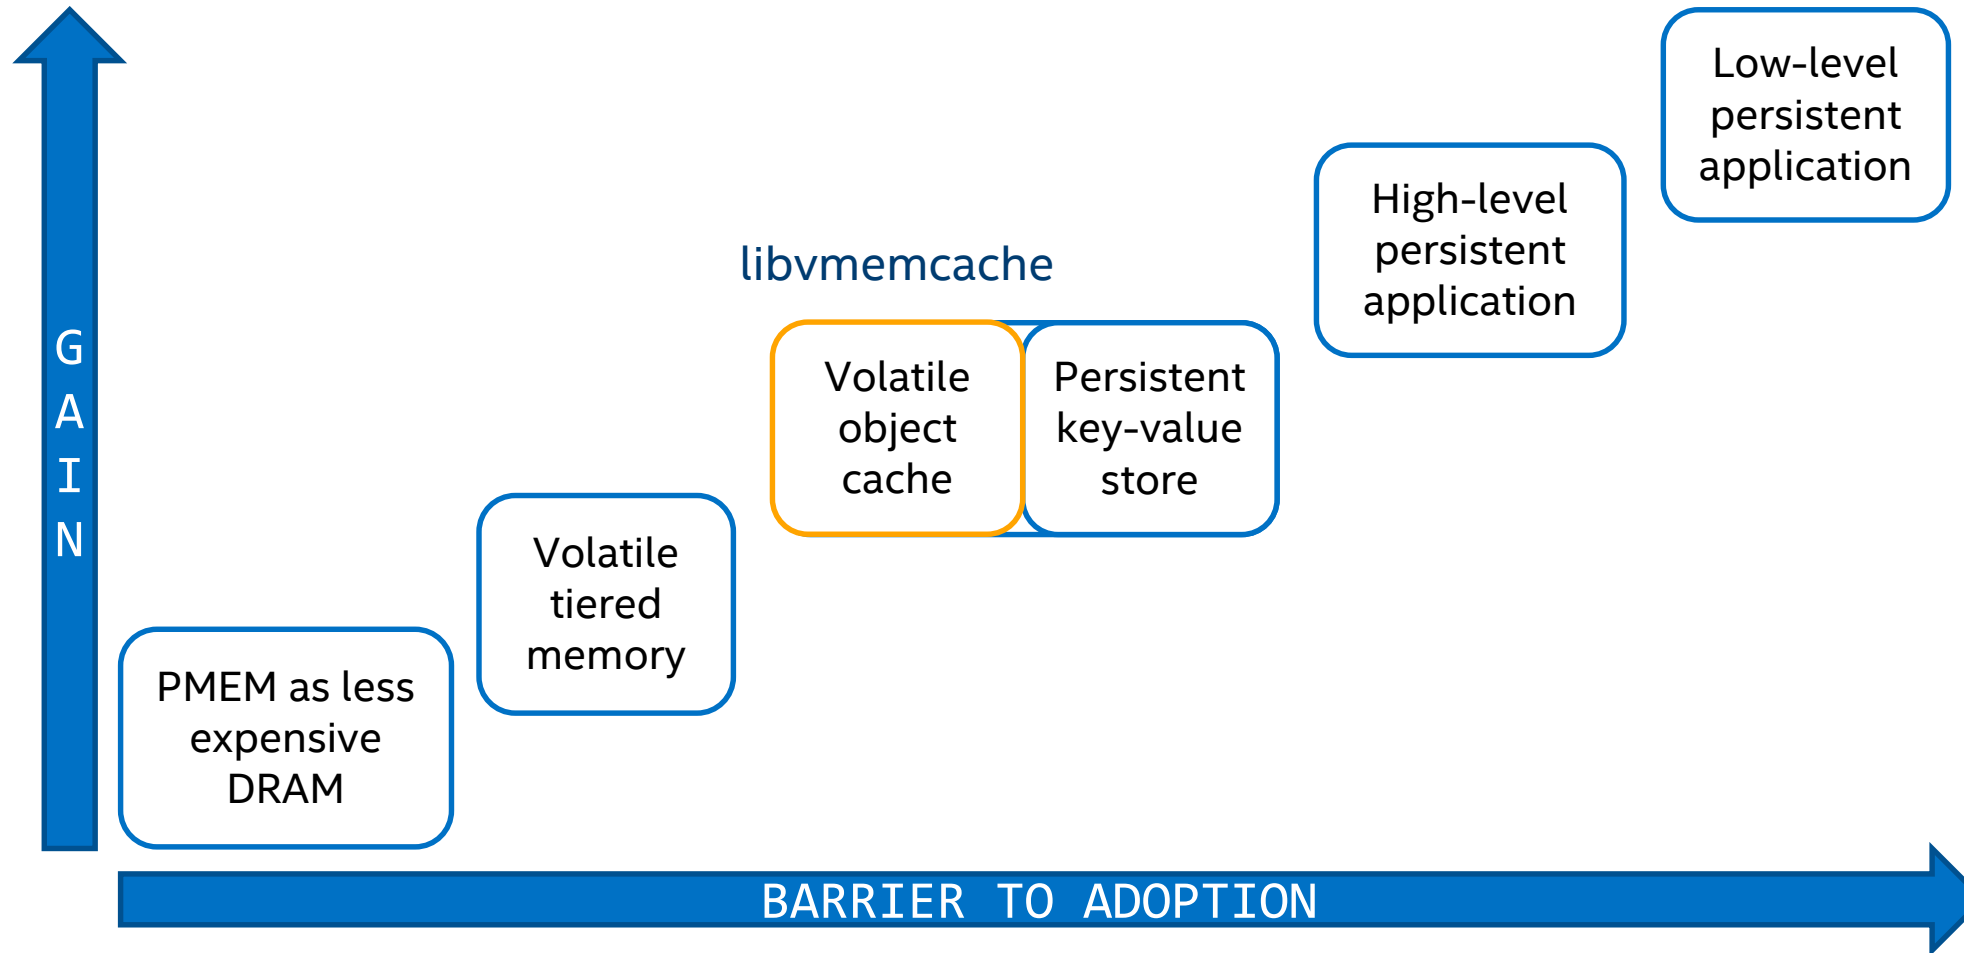 Low-level
persistent
application
High-level
persistent
application
libvmemcache
Volatile
object
cache
Persistent
key-value
store
Volatile
tiered
memory
PMEM as less
expensive
DRAM
G
A
I
N
BARRIER TO ADOPTION